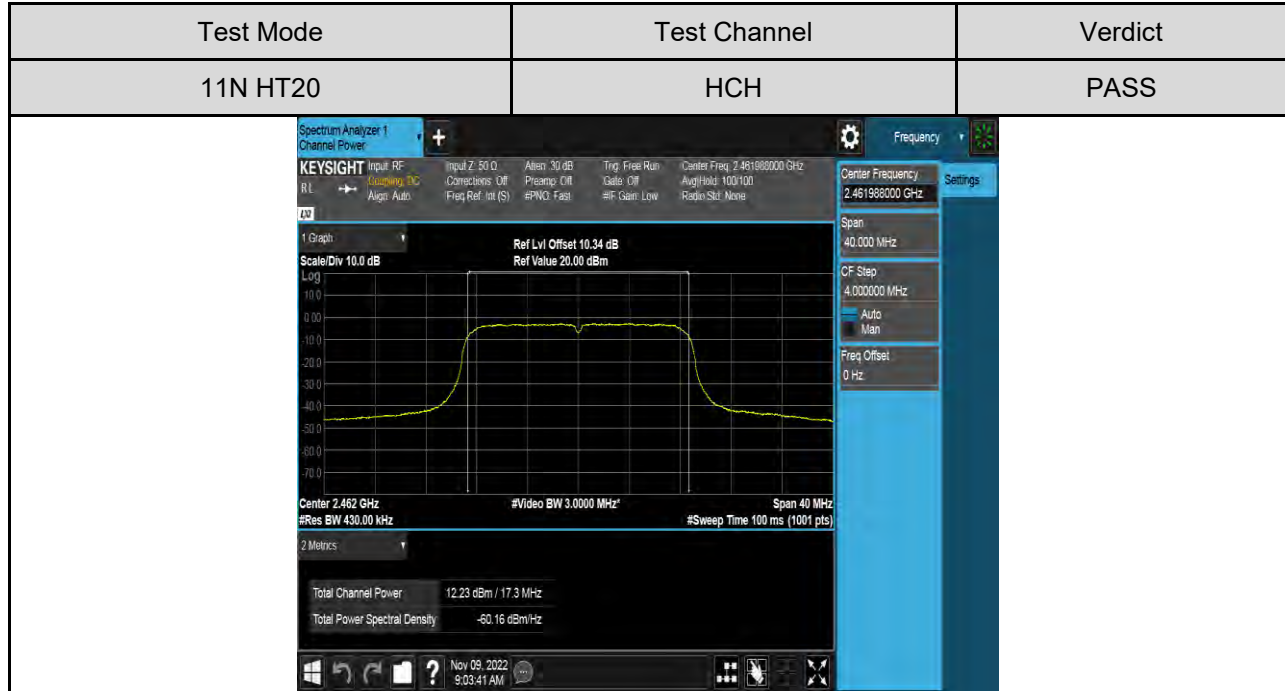 Test Mode Test Channel Verdict
11N HT20 HCH PASS
Spectrum Analyzer 1
Channel Power
+
Frequency
KEYSIGHT Input: RF Input Z: 50 Ω Atten: 30 dB Trig: Free Run Center Freq: 2.461988000 GHz
RL Coupling: DC Corrections: Off Preamp: Off Gate: Off Avg|Hold: 100/100
Align: Auto Freq Ref: Int (S) #PNO: Fast #IF Gain: Low Radio Std: None
Center Frequency
2.461988000 GHz
Settings
Span
40.000 MHz
CF Step
4.000000 MHz
Auto
Man
Freq Offset
0 Hz
1 Graph
Ref Lvl Offset 10.34 dB
Scale/Div 10.0 dB Ref Value 20.00 dBm
Log
10.0
0.00
-10.0
-20.0
-30.0
-40.0
-50.0
-60.0
-70.0
Center 2.462 GHz #Video BW 3.0000 MHz* Span 40 MHz
#Res BW 430.00 kHz #Sweep Time 100 ms (1001 pts)
2 Metrics
Total Channel Power 12.23 dBm / 17.3 MHz
Total Power Spectral Density -60.16 dBm/Hz
? Nov 09, 2022
9:03:41 AM